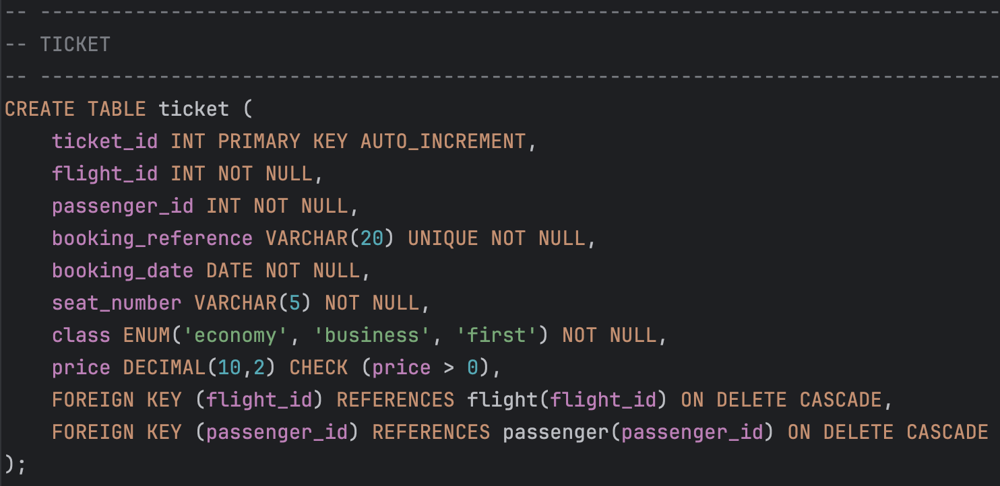 -- ---------------------------------------------------------------------------------
-- TICKET
-- ---------------------------------------------------------------------------------
CREATE TABLE ticket (
    ticket_id INT PRIMARY KEY AUTO_INCREMENT,
    flight_id INT NOT NULL,
    passenger_id INT NOT NULL,
    booking_reference VARCHAR(20) UNIQUE NOT NULL,
    booking_date DATE NOT NULL,
    seat_number VARCHAR(5) NOT NULL,
    class ENUM('economy', 'business', 'first') NOT NULL,
    price DECIMAL(10,2) CHECK (price > 0),
    FOREIGN KEY (flight_id) REFERENCES flight(flight_id) ON DELETE CASCADE,
    FOREIGN KEY (passenger_id) REFERENCES passenger(passenger_id) ON DELETE CASCADE
);